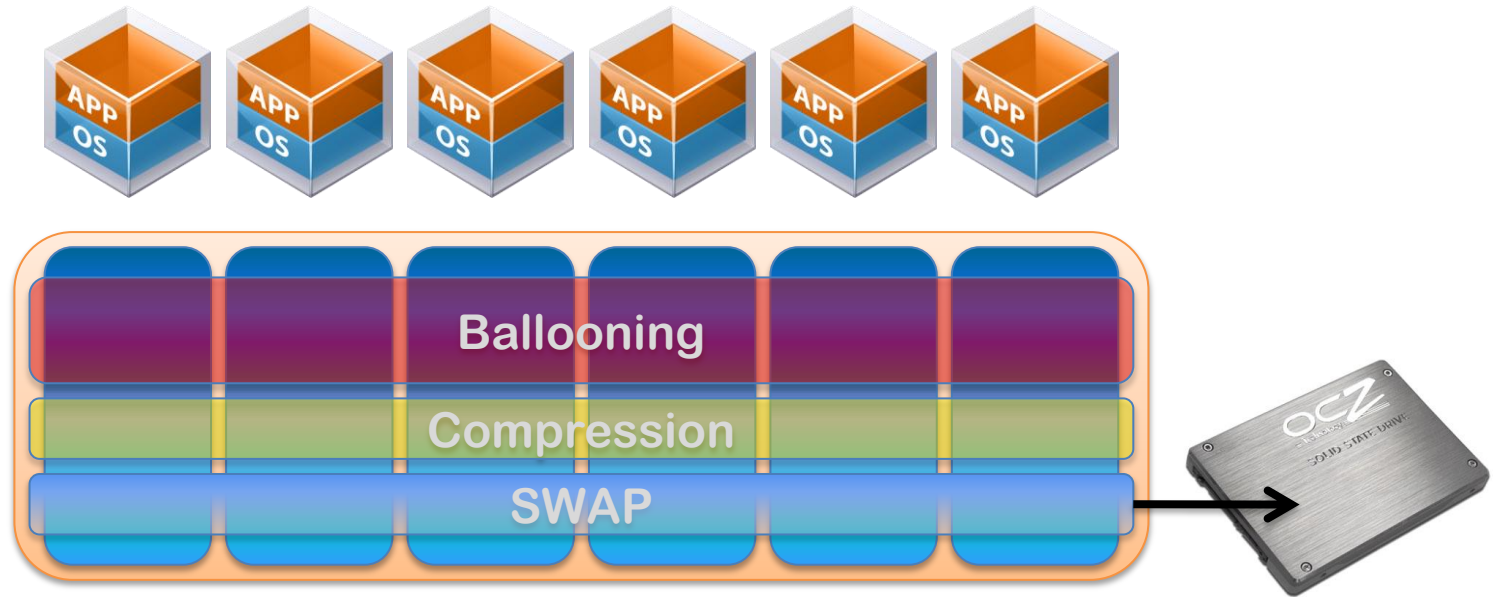 APP
OS
APP
OS
APP
OS
APP
OS
APP
OS
APP
OS
Ballooning
Compression
SWAP
OCZ
SOLID STATE DRIVE